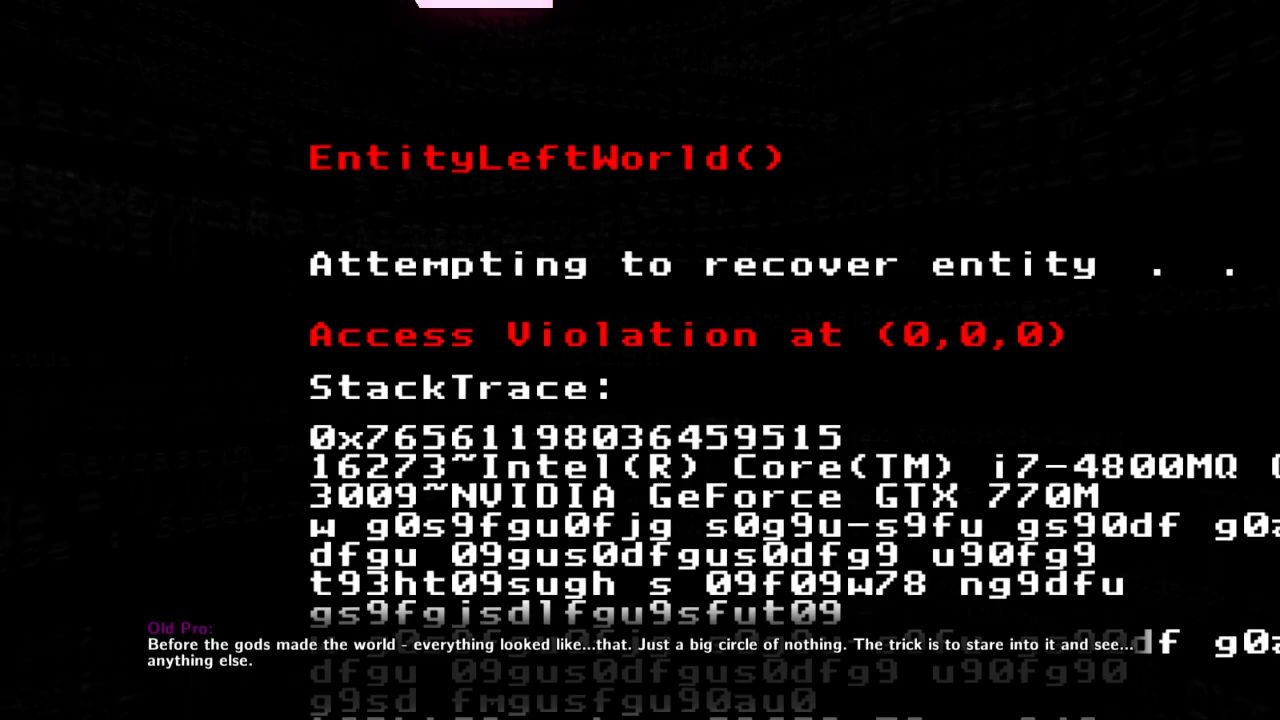 EntityLeftWorld()
Attempting to recover entity . .
Access Violation at (0,0,0)
StackTrace:
0x76561198036459515
16273~Intel(R) Core(TM) i7-4800MQ (
3009~NVIDIA GeForce GTX 770M
w g0s9fgu0fjg s0g9u-s9fu gs90df g0a
dfgu 09gus0dfgus0dfg9 u90fg9
t93ht09sugh s 09f09w78 ng9dfu
gs9fgjsdlfgu9sfut09
Old Pro:
Before the gods made the world - everything looked like...that. Just a big circle of nothing. The trick is to stare into it and see...
anything else.
df g0a
dfgu 09gus0dfgus0dfg9 u90fg90
g9sd fmgusfgu90au0